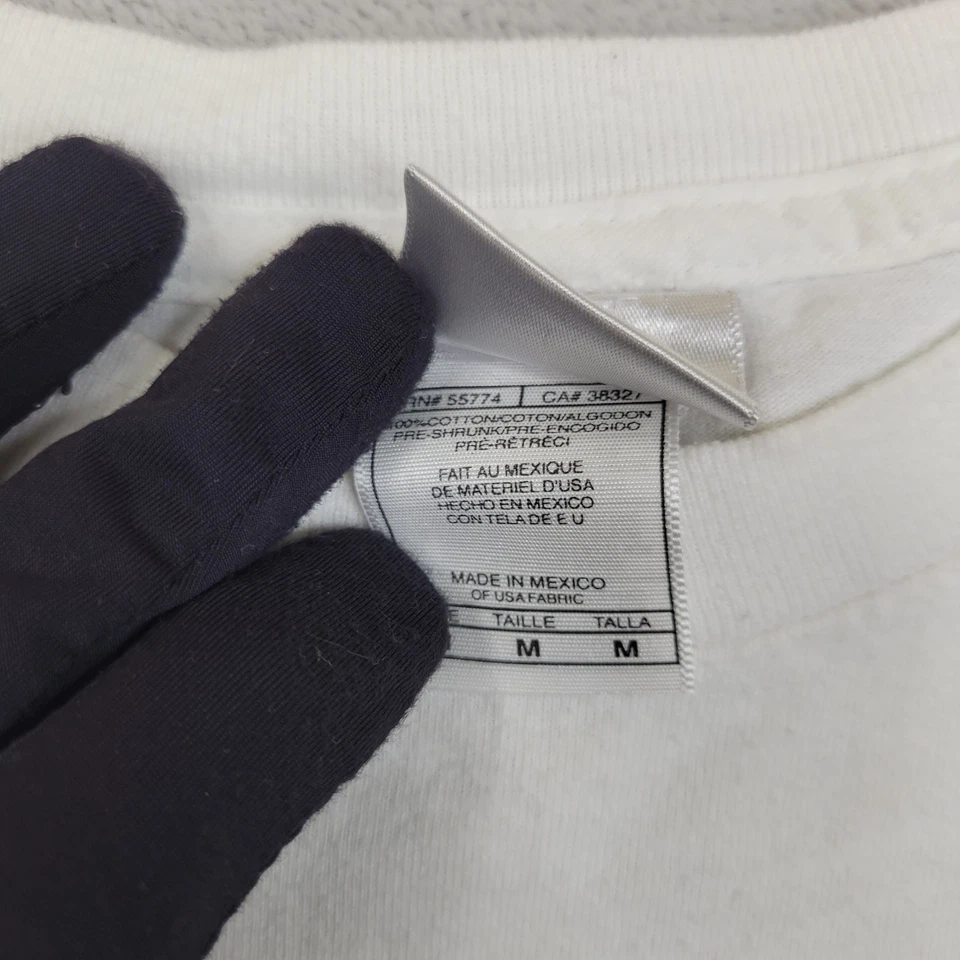 RN# 55774 CA# 38327
100% COTTON/COTON/ALGODON
PRE-SHRUNK/PRE-ENCOGIDO
PRÉ-RÉTRÉCI
FAIT AU MEXIQUE
DE MATERIEL D'USA
HECHO EN MEXICO
CON TELA DE E U
MADE IN MEXICO
OF USA FABRIC
TAILLE TALLA
M M